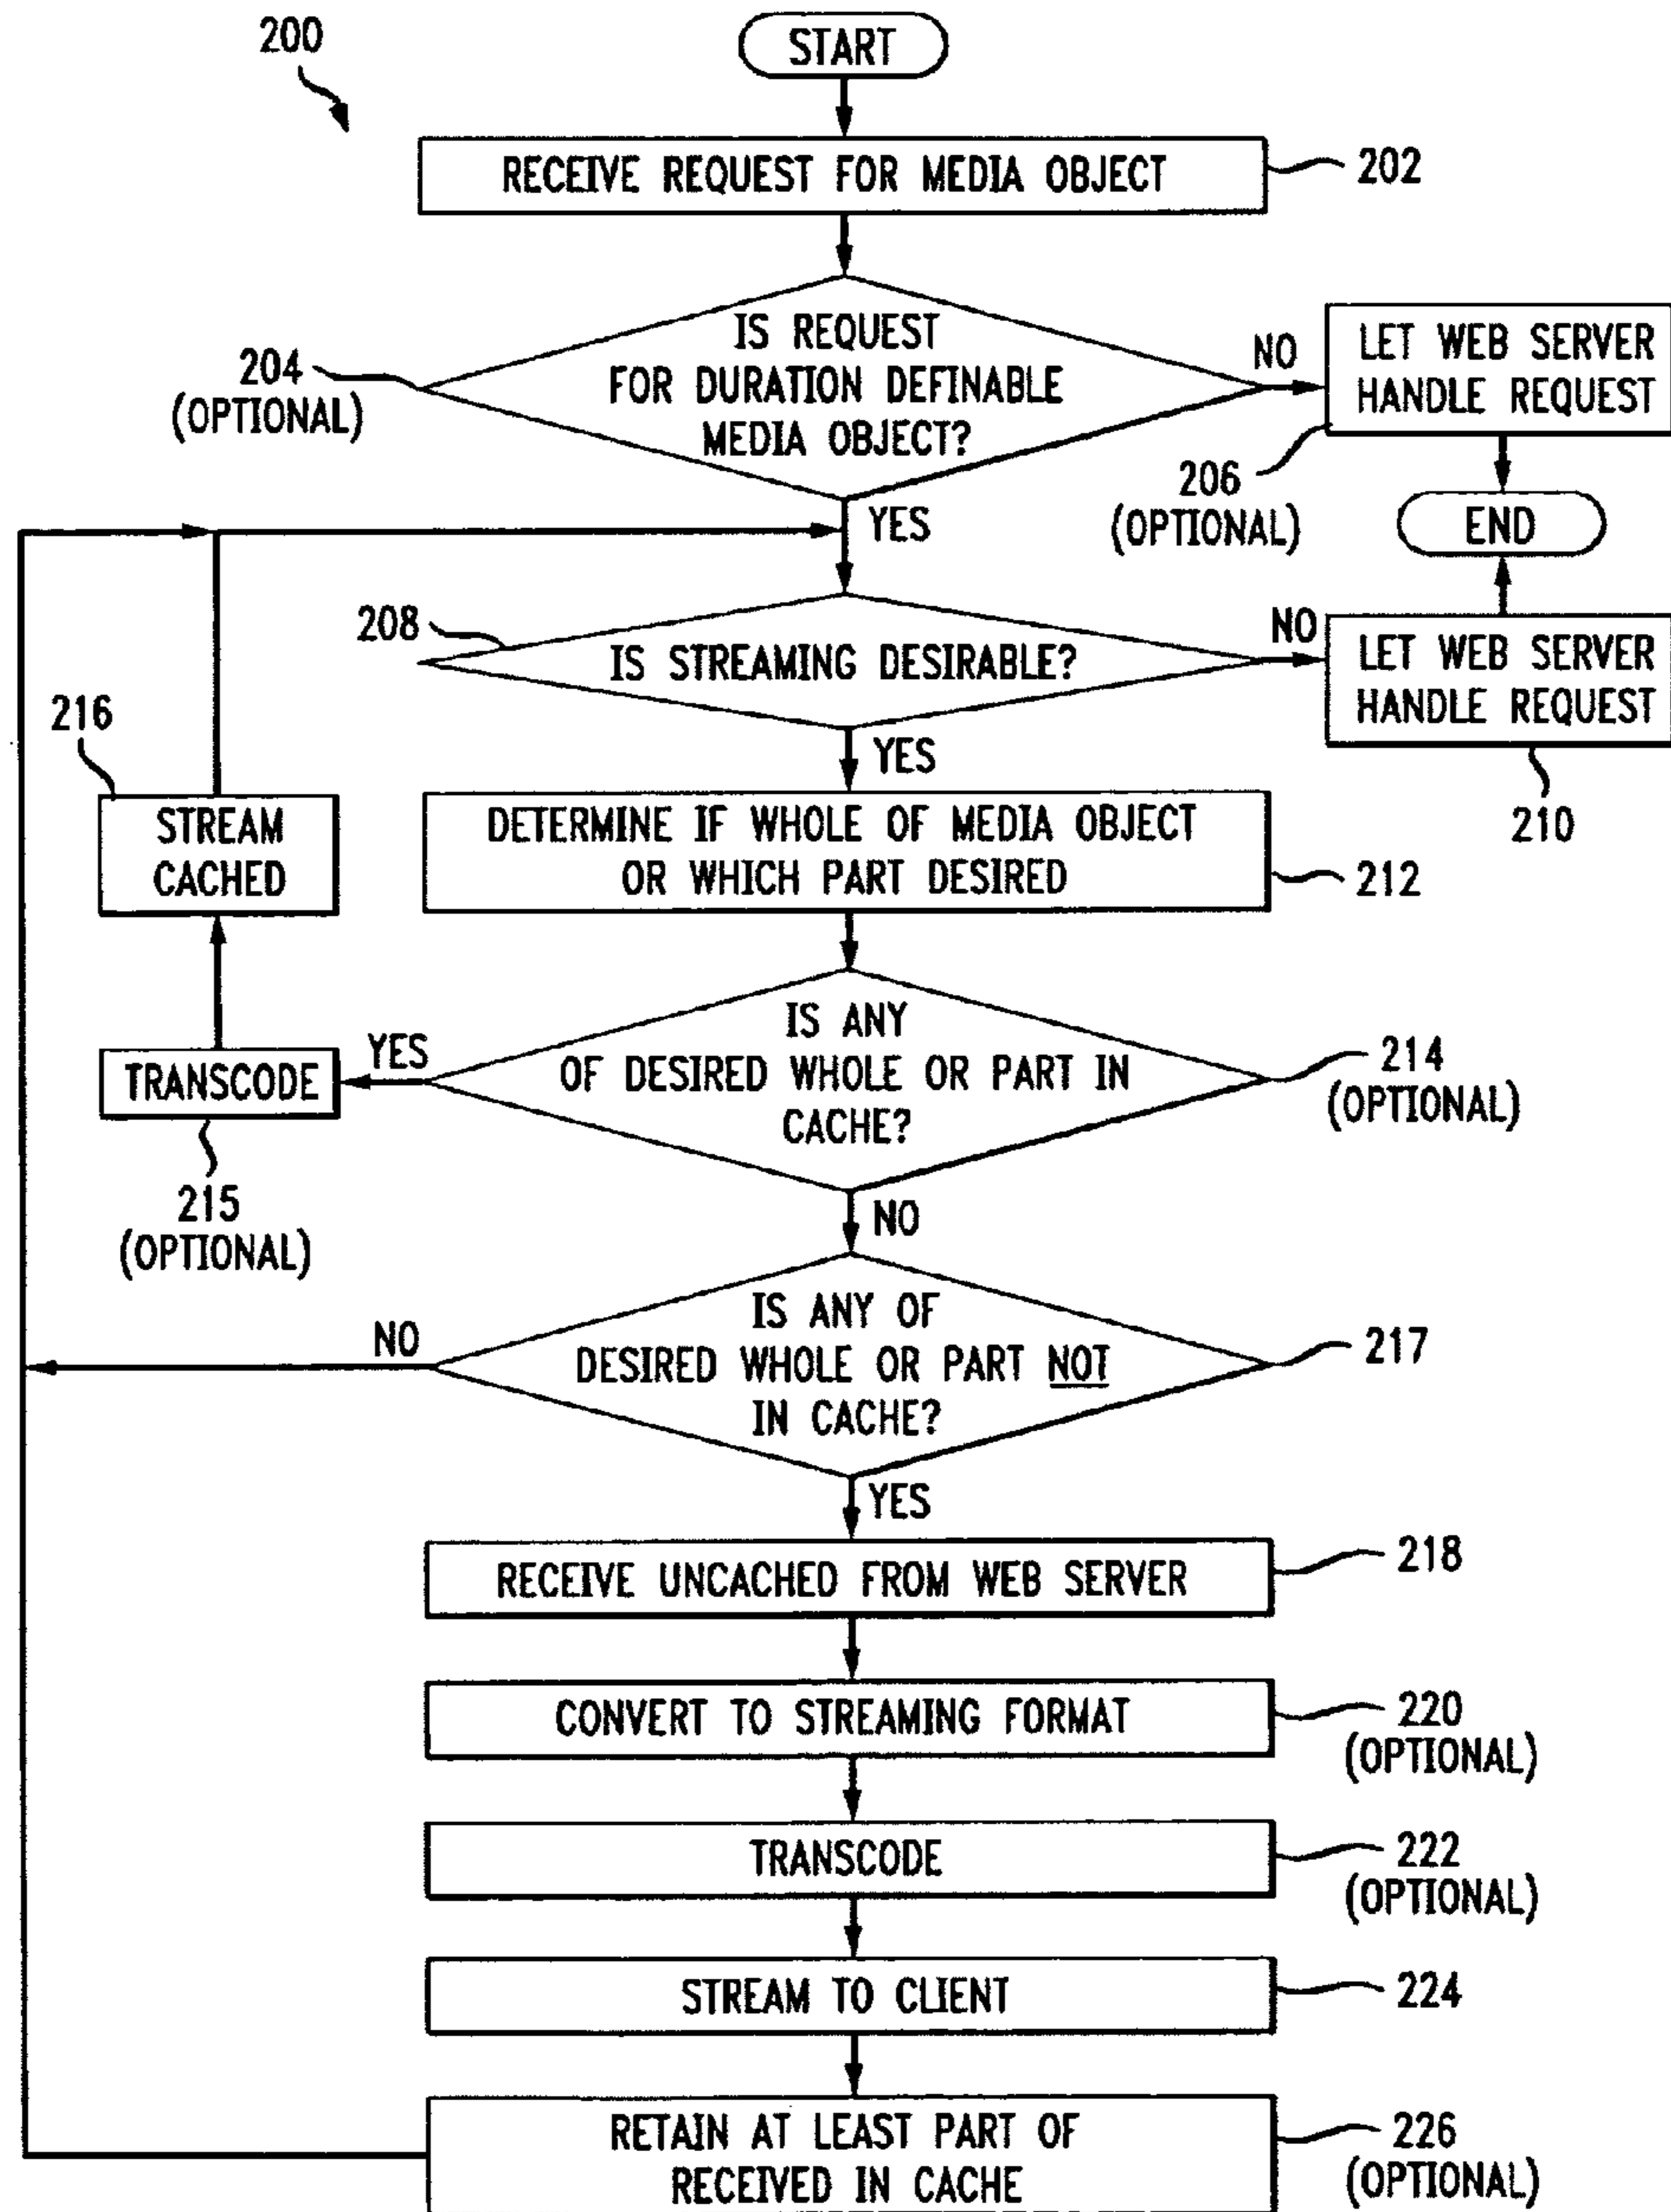 200
START
RECEIVE REQUEST FOR MEDIA OBJECT
202
IS REQUEST
FOR DURATION DEFINABLE
MEDIA OBJECT?
204
(OPTIONAL)
NO
LET WEB SERVER
HANDLE REQUEST
206
(OPTIONAL)
END
YES
208
IS STREAMING DESIRABLE?
NO
LET WEB SERVER
HANDLE REQUEST
210
YES
216
STREAM
CACHED
DETERMINE IF WHOLE OF MEDIA OBJECT
OR WHICH PART DESIRED
212
IS ANY
OF DESIRED WHOLE OR PART IN
CACHE?
214
(OPTIONAL)
YES
TRANSCODE
215
(OPTIONAL)
NO
IS ANY OF
DESIRED WHOLE OR PART NOT
IN CACHE?
217
NO
YES
RECEIVE UNCACHED FROM WEB SERVER
218
CONVERT TO STREAMING FORMAT
220
(OPTIONAL)
TRANSCODE
222
(OPTIONAL)
STREAM TO CLIENT
224
RETAIN AT LEAST PART OF
RECEIVED IN CACHE
226
(OPTIONAL)